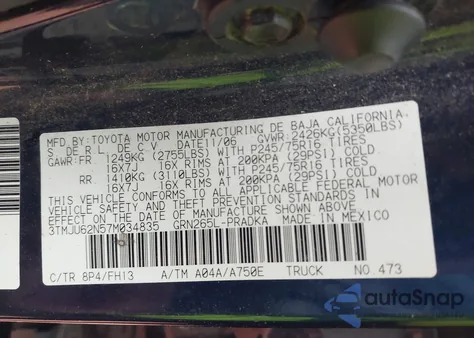 MFD.BY:TOYOTA MOTOR MANUFACTURING DE BAJA CALIFORNIA,
S. DE R.L. DE C.V. DATE:11/06 GVWR:2426KG(5350LBS)
GAWR:FR 1249KG (2755LBS) WITH P245/75R16 TIRES
16X7J RIMS AT 200KPA (29PSI) COLD
RR 1410KG (3110LBS) WITH P245/75R16 TIRES
16X7J RIMS AT 200KPA (29PSI) COLD
THIS VEHICLE CONFORMS TO ALL APPLICABLE FEDERAL MOTOR
VEHICLE SAFETY AND THEFT PREVENTION STANDARDS IN
EFFECT ON THE DATE OF MANUFACTURE SHOWN ABOVE.
3TMJU62N57M034835 GRN265L-PRADKA MADE IN MEXICO
C/TR 8P4/FH13 A/TM A04A/A750E TRUCK NO.473
autoSnap